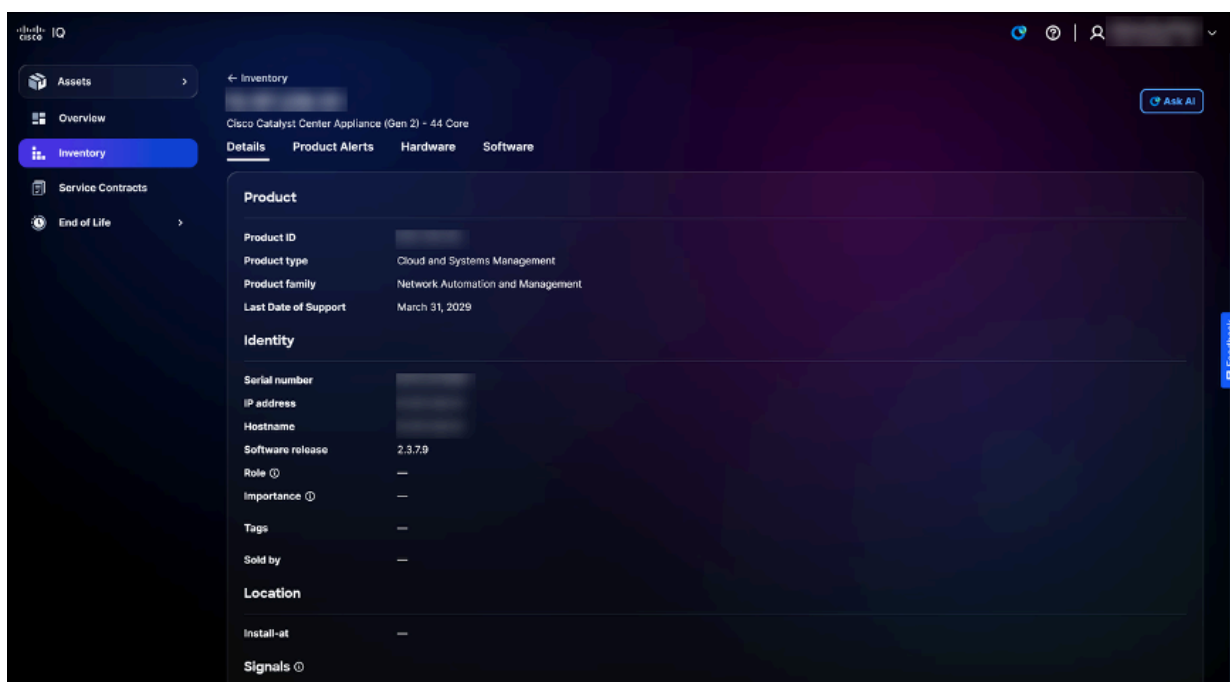 cisco IQ
Assets
Overview
Inventory
Service Contracts
End of Life
← Inventory
Ask AI
Cisco Catalyst Center Appliance (Gen 2) - 44 Core
Details Product Alerts Hardware Software
Product
Product ID
Product type Cloud and Systems Management
Product family Network Automation and Management
Last Date of Support March 31, 2029
Identity
Serial number
IP address
Hostname
Software release 2.3.7.9
Role —
Importance —
Tags —
Sold by —
Location
Install-at —
Signals